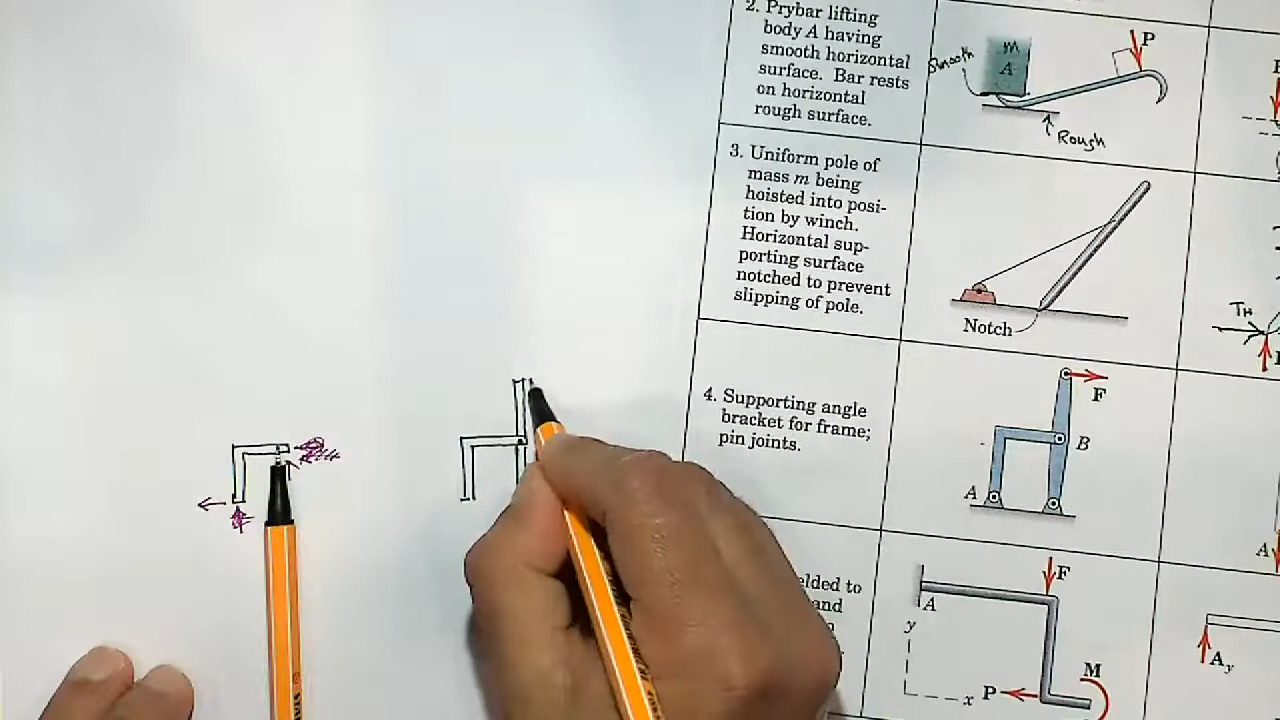 2. Prybar lifting
body A having
smooth horizontal
surface. Bar rests
on horizontal
rough surface.
Smooth
m
A
P
Rough
3. Uniform pole of
mass m being
hoisted into posi-
tion by winch.
Horizontal sup-
porting surface
notched to prevent
slipping of pole.
Notch
TH
4. Supporting angle
bracket for frame;
pin joints.
F
B
A
A
elded to
and
F
A
y
x
P
M
Ay